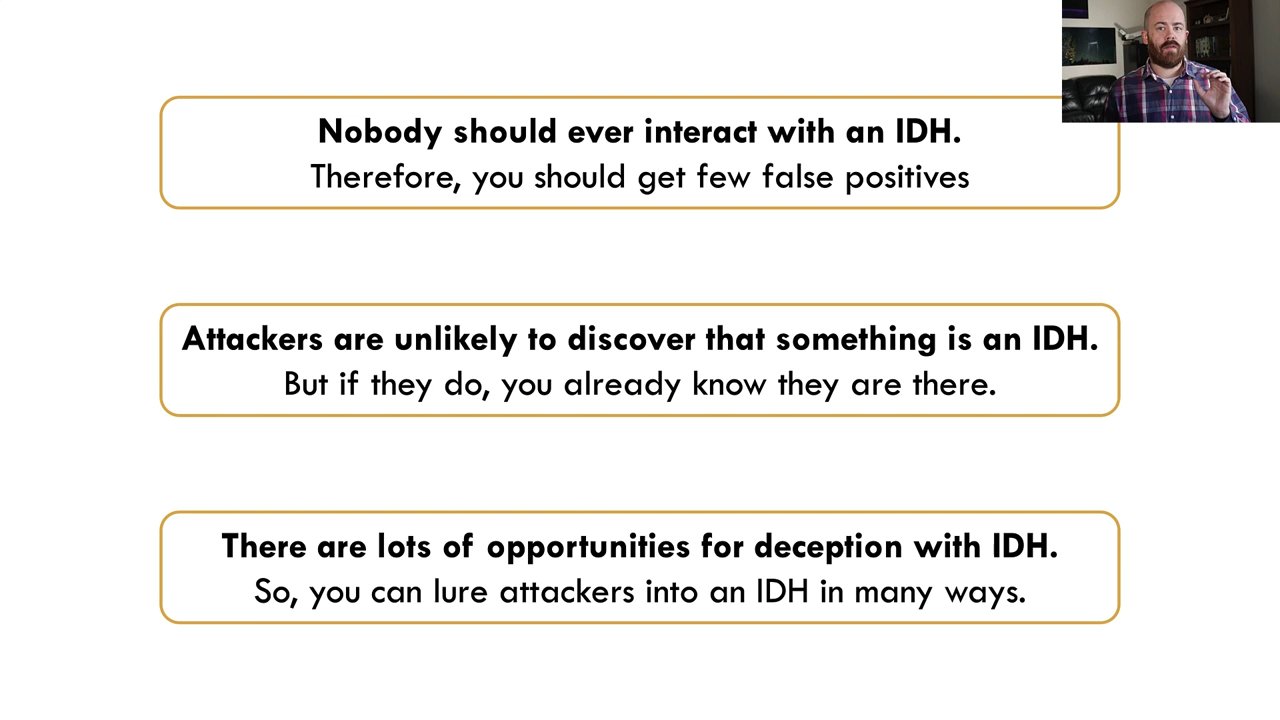 Nobody should ever interact with an IDH.
Therefore, you should get few false positives
Attackers are unlikely to discover that something is an IDH.
But if they do, you already know they are there.
There are lots of opportunities for deception with IDH.
So, you can lure attackers into an IDH in many ways.